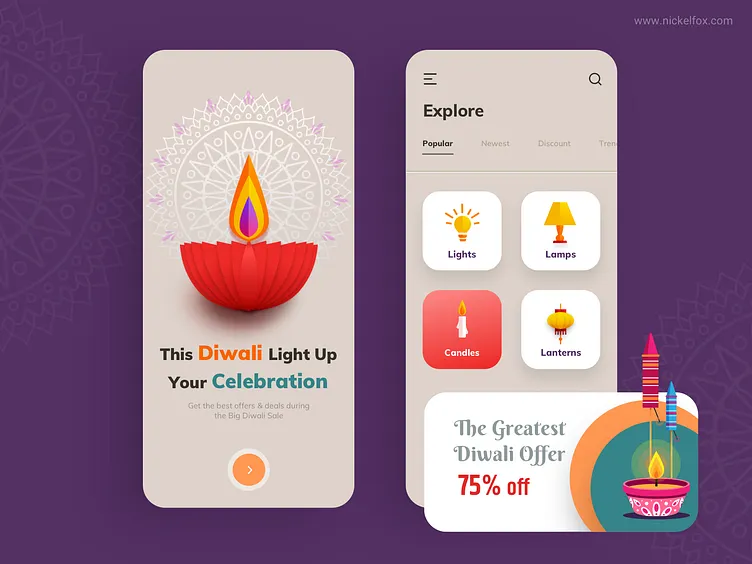 www.nickelfox.com
This Diwali Light Up
Your Celebration
Get the best offers & deals during
the Big Diwali Sale
Explore
Popular Newest Discount Tren
Lights
Lamps
Candles
Lanterns
The Greatest
Diwali Offer
75% off